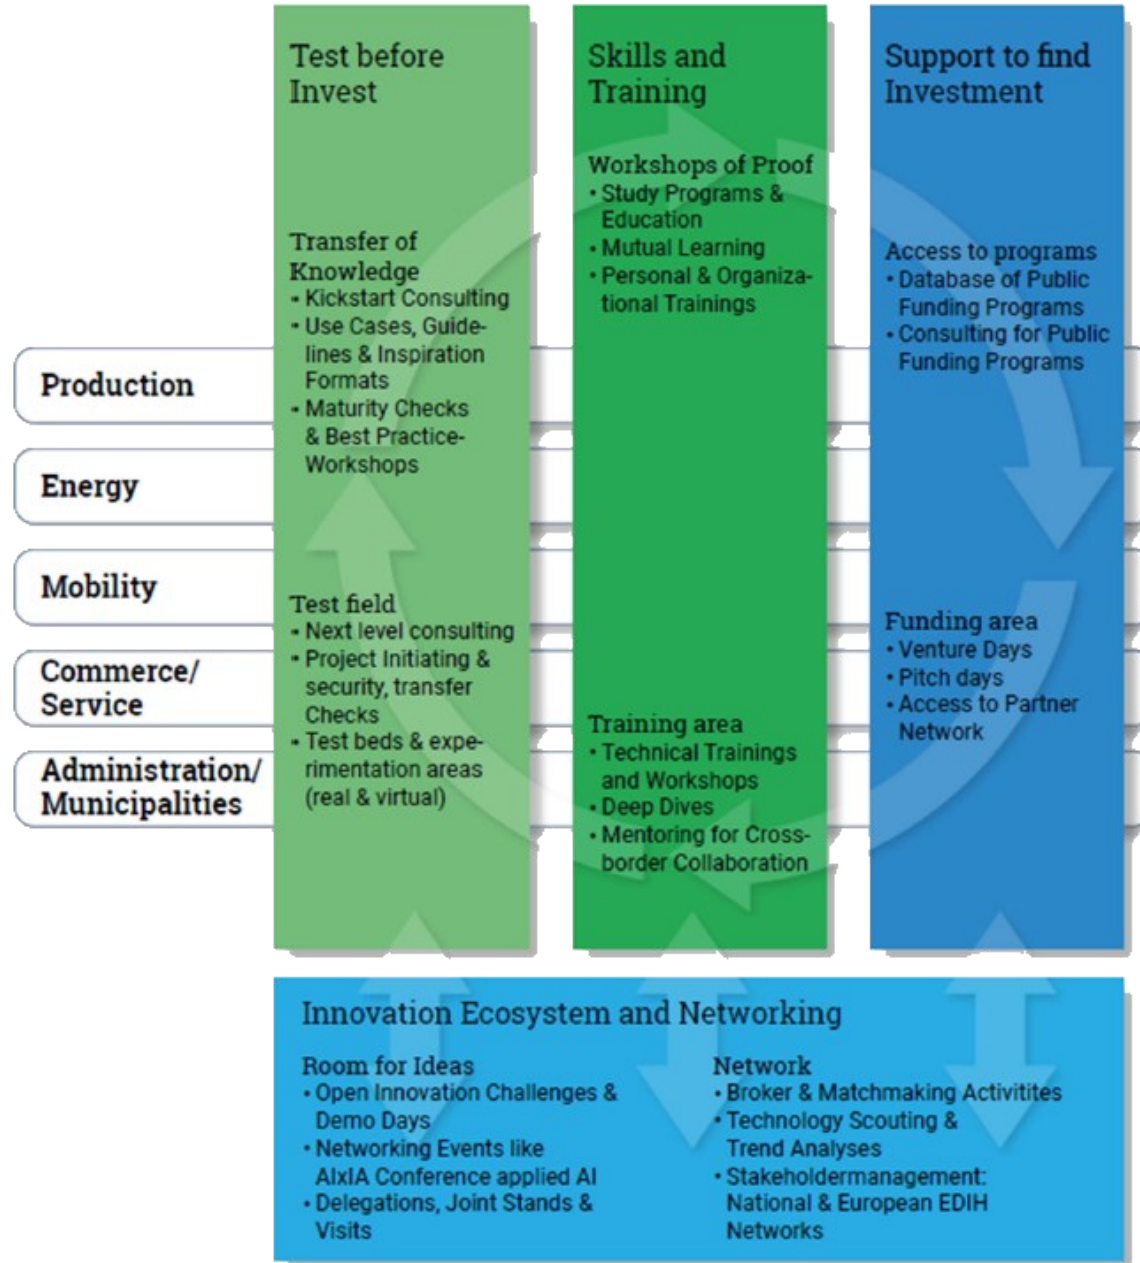 Test before
Invest
Transfer of
Knowledge
• Kickstart Consulting
• Use Cases, Guide-
lines & Inspiration
Formats
• Maturity Checks
& Best Practice-
Workshops
Test field
• Next level consulting
• Project Initiating &
security, transfer
Checks
• Test beds & expe-
rimentation areas
(real & virtual)
Skills and
Training
Workshops of Proof
• Study Programs &
Education
• Mutual Learning
• Personal & Organiza-
tional Trainings
Training area
• Technical Trainings
and Workshops
• Deep Dives
• Mentoring for Cross-
border Collaboration
Support to find
Investment
Access to programs
• Database of Public
Funding Programs
• Consulting for Public
Funding Programs
Funding area
• Venture Days
• Pitch days
• Access to Partner
Network
Production
Energy
Mobility
Commerce/
Service
Administration/
Municipalities
Innovation Ecosystem and Networking
Room for Ideas
• Open Innovation Challenges &
Demo Days
• Networking Events like
AIxIA Conference applied AI
• Delegations, Joint Stands &
Visits
Network
• Broker & Matchmaking Activitites
• Technology Scouting &
Trend Analyses
• Stakeholdermanagement:
National & European EDIH
Networks